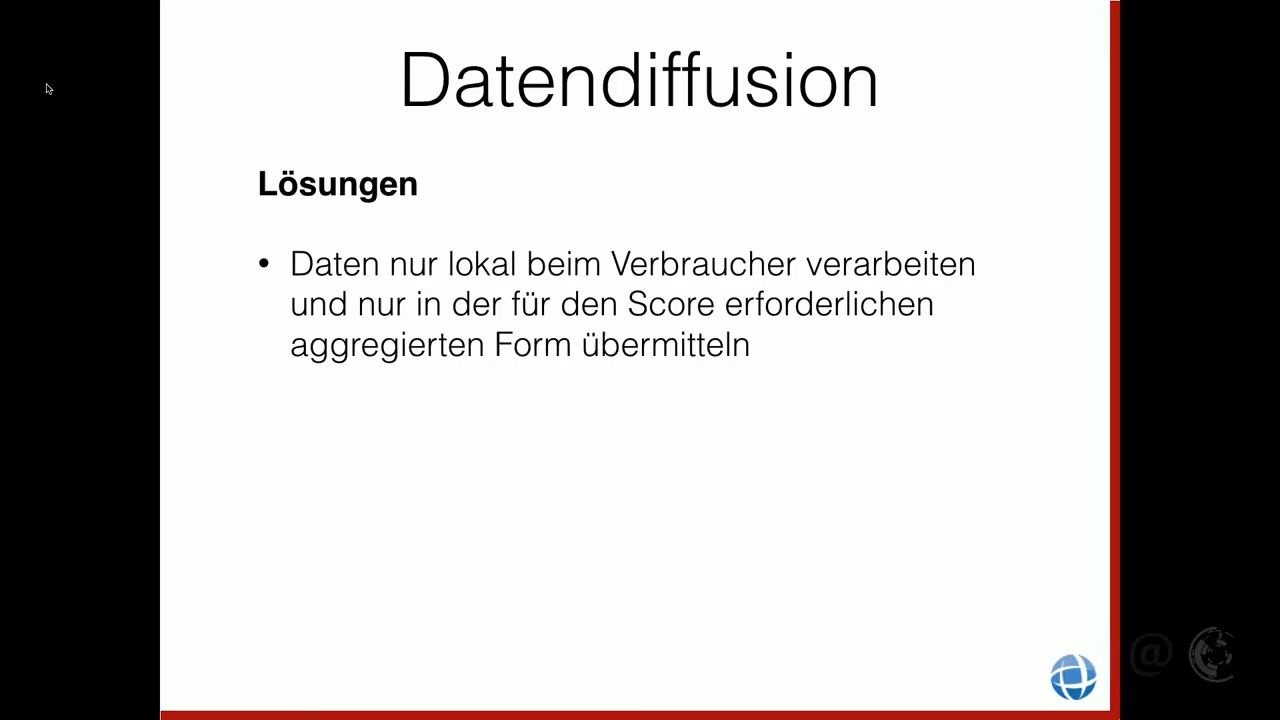 Datendiffusion
Lösungen
• Daten nur lokal beim Verbraucher verarbeiten
und nur in der für den Score erforderlichen
aggregierten Form übermitteln
@